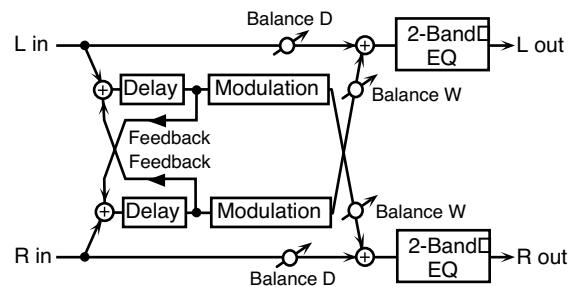 Balance D
L in
2-Band
EQ
L out
Delay
Modulation
Balance W
Feedback
Feedback
Delay
Modulation
Balance W
R in
2-Band
EQ
R out
Balance D